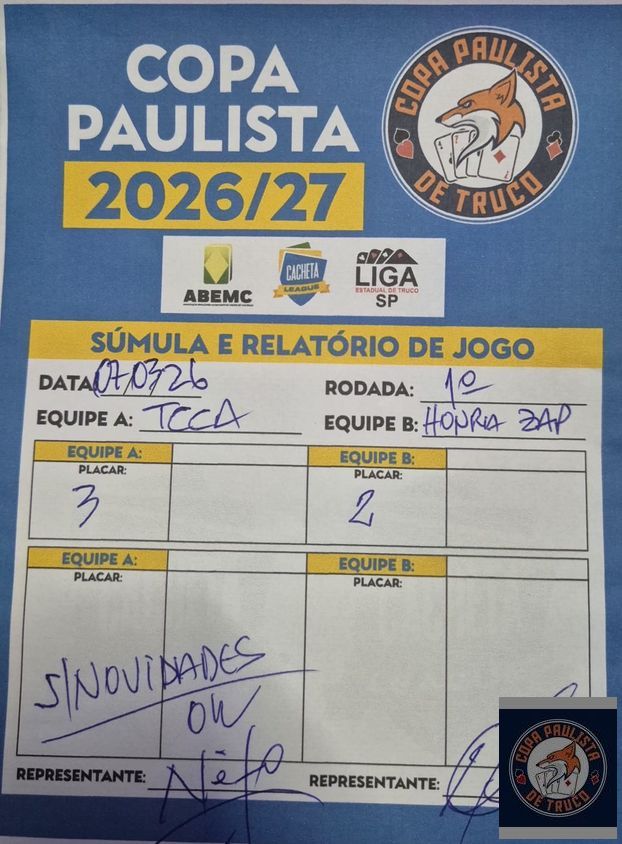 COPA
PAULISTA
2026/27
COPA PAULISTA
DE TRUCO
ABEMC
CACHETA
LEAGUE
LIGA
ESTADUAL DE TRUCO
SP
SÚMULA E RELATÓRIO DE JOGO
DATA: 07/03/26 RODADA: 1º
EQUIPE A: TCCA EQUIPE B: HONRA ZAP
EQUIPE A: EQUIPE B:
PLACAR: PLACAR:
3 2
EQUIPE A: EQUIPE B:
PLACAR: PLACAR:
S/NOVIDADES
OK
REPRESENTANTE: Neto REPRESENTANTE:
COPA PAULISTA
DE TRUCO